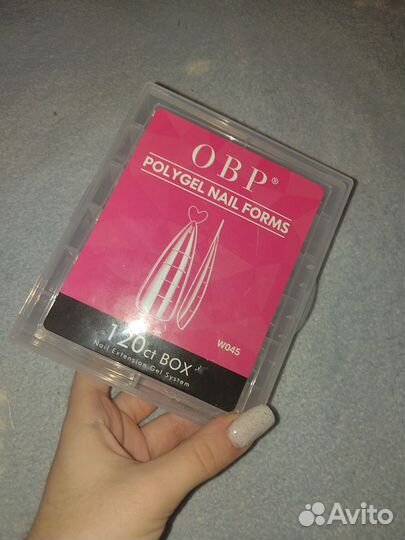 OBP®
POLYGEL NAIL FORMS
W045
120ct BOX
Nail Extension Gel System
Avito